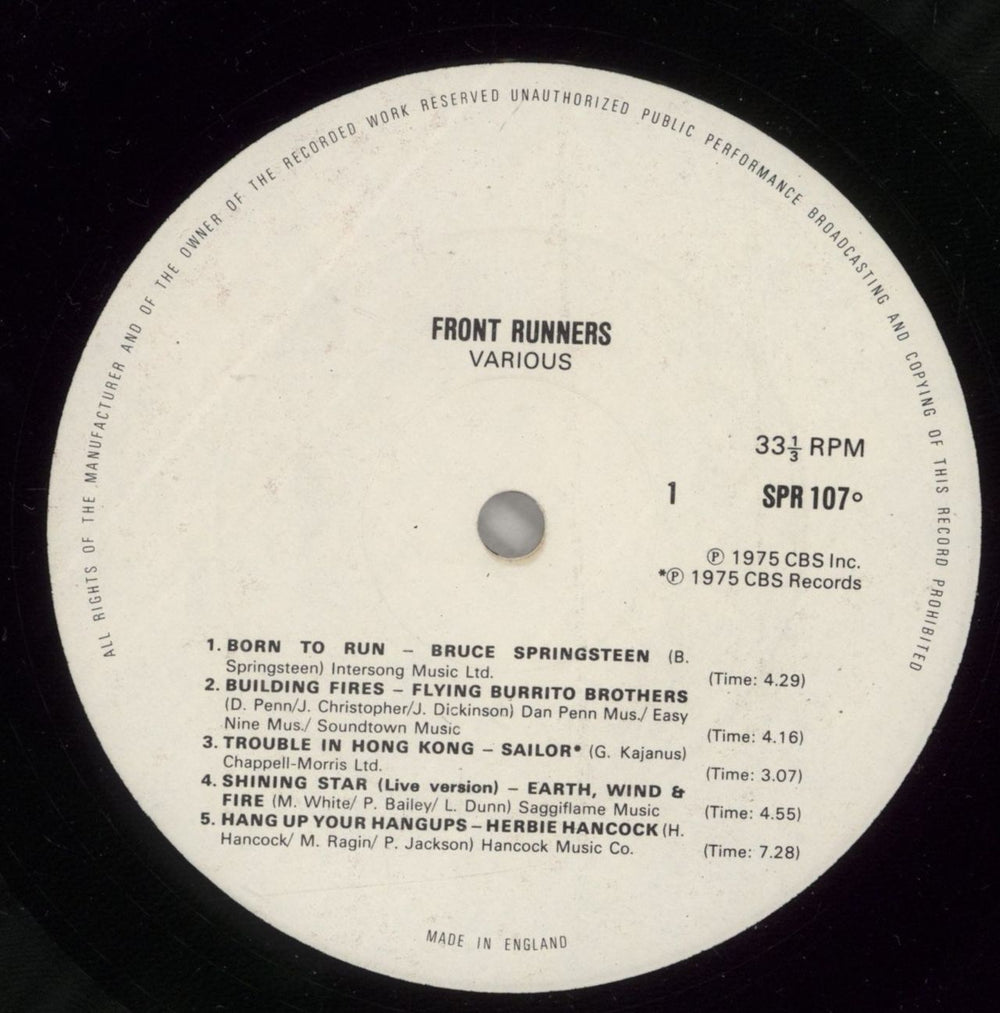 ALL RIGHTS OF THE MANUFACTURER AND OF THE OWNER OF THE RECORDED WORK RESERVED UNAUTHORIZED PUBLIC PERFORMANCE BROADCASTING AND COPYING OF THIS RECORD PROHIBITED
FRONT RUNNERS
VARIOUS
33⅓ RPM
1 SPR 107°
℗ 1975 CBS Inc.
*℗ 1975 CBS Records
1. BORN TO RUN – BRUCE SPRINGSTEEN (B.
Springsteen) Intersong Music Ltd. (Time: 4.29)
2. BUILDING FIRES – FLYING BURRITO BROTHERS
(D. Penn/J. Christopher/J. Dickinson) Dan Penn Mus./ Easy
Nine Mus./ Soundtown Music (Time: 4.16)
3. TROUBLE IN HONG KONG – SAILOR* (G. Kajanus)
Chappell-Morris Ltd. (Time: 3.07)
4. SHINING STAR (Live version) – EARTH, WIND &
FIRE (M. White/ P. Bailey/ L. Dunn) Saggiflame Music (Time: 4.55)
5. HANG UP YOUR HANGUPS – HERBIE HANCOCK (H.
Hancock/ M. Ragin/ P. Jackson) Hancock Music Co. (Time: 7.28)
MADE IN ENGLAND